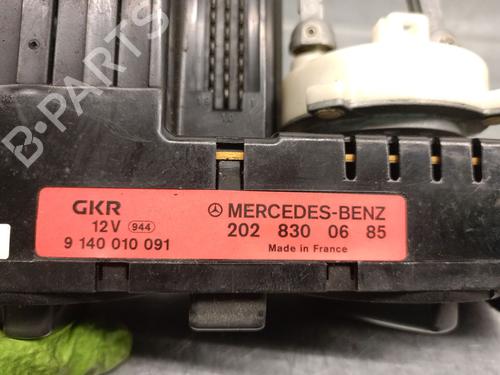 B-PARTS
GKR
12V 944
9 140 010 091
MERCEDES-BENZ
202 830 06 85
Made in France